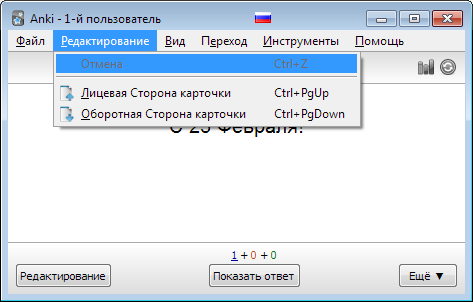 Anki - 1-й пользователь
Файл Редактирование Вид Переход Инструменты Помощь
Отмена Ctrl+Z
Лицевая Сторона карточки Ctrl+PgUp
Оборотная Сторона карточки Ctrl+PgDown
С 23 Февраля!
1 + 0 + 0
Редактирование Показать ответ Ещё ▼